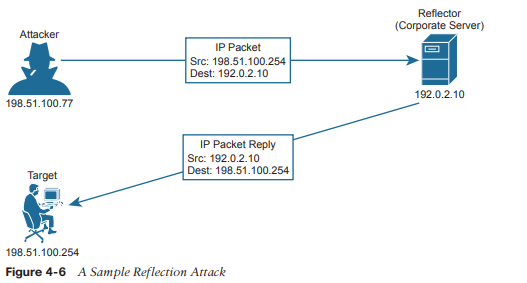 Reflector
(Corporate Server)
Attacker
IP Packet
Src: 198.51.100.254
Dest: 192.0.2.10
198.51.100.77
192.0.2.10
IP Packet Reply
Src: 192.0.2.10
Dest: 198.51.100.254
Target
198.51.100.254
Figure 4-6 A Sample Reflection Attack